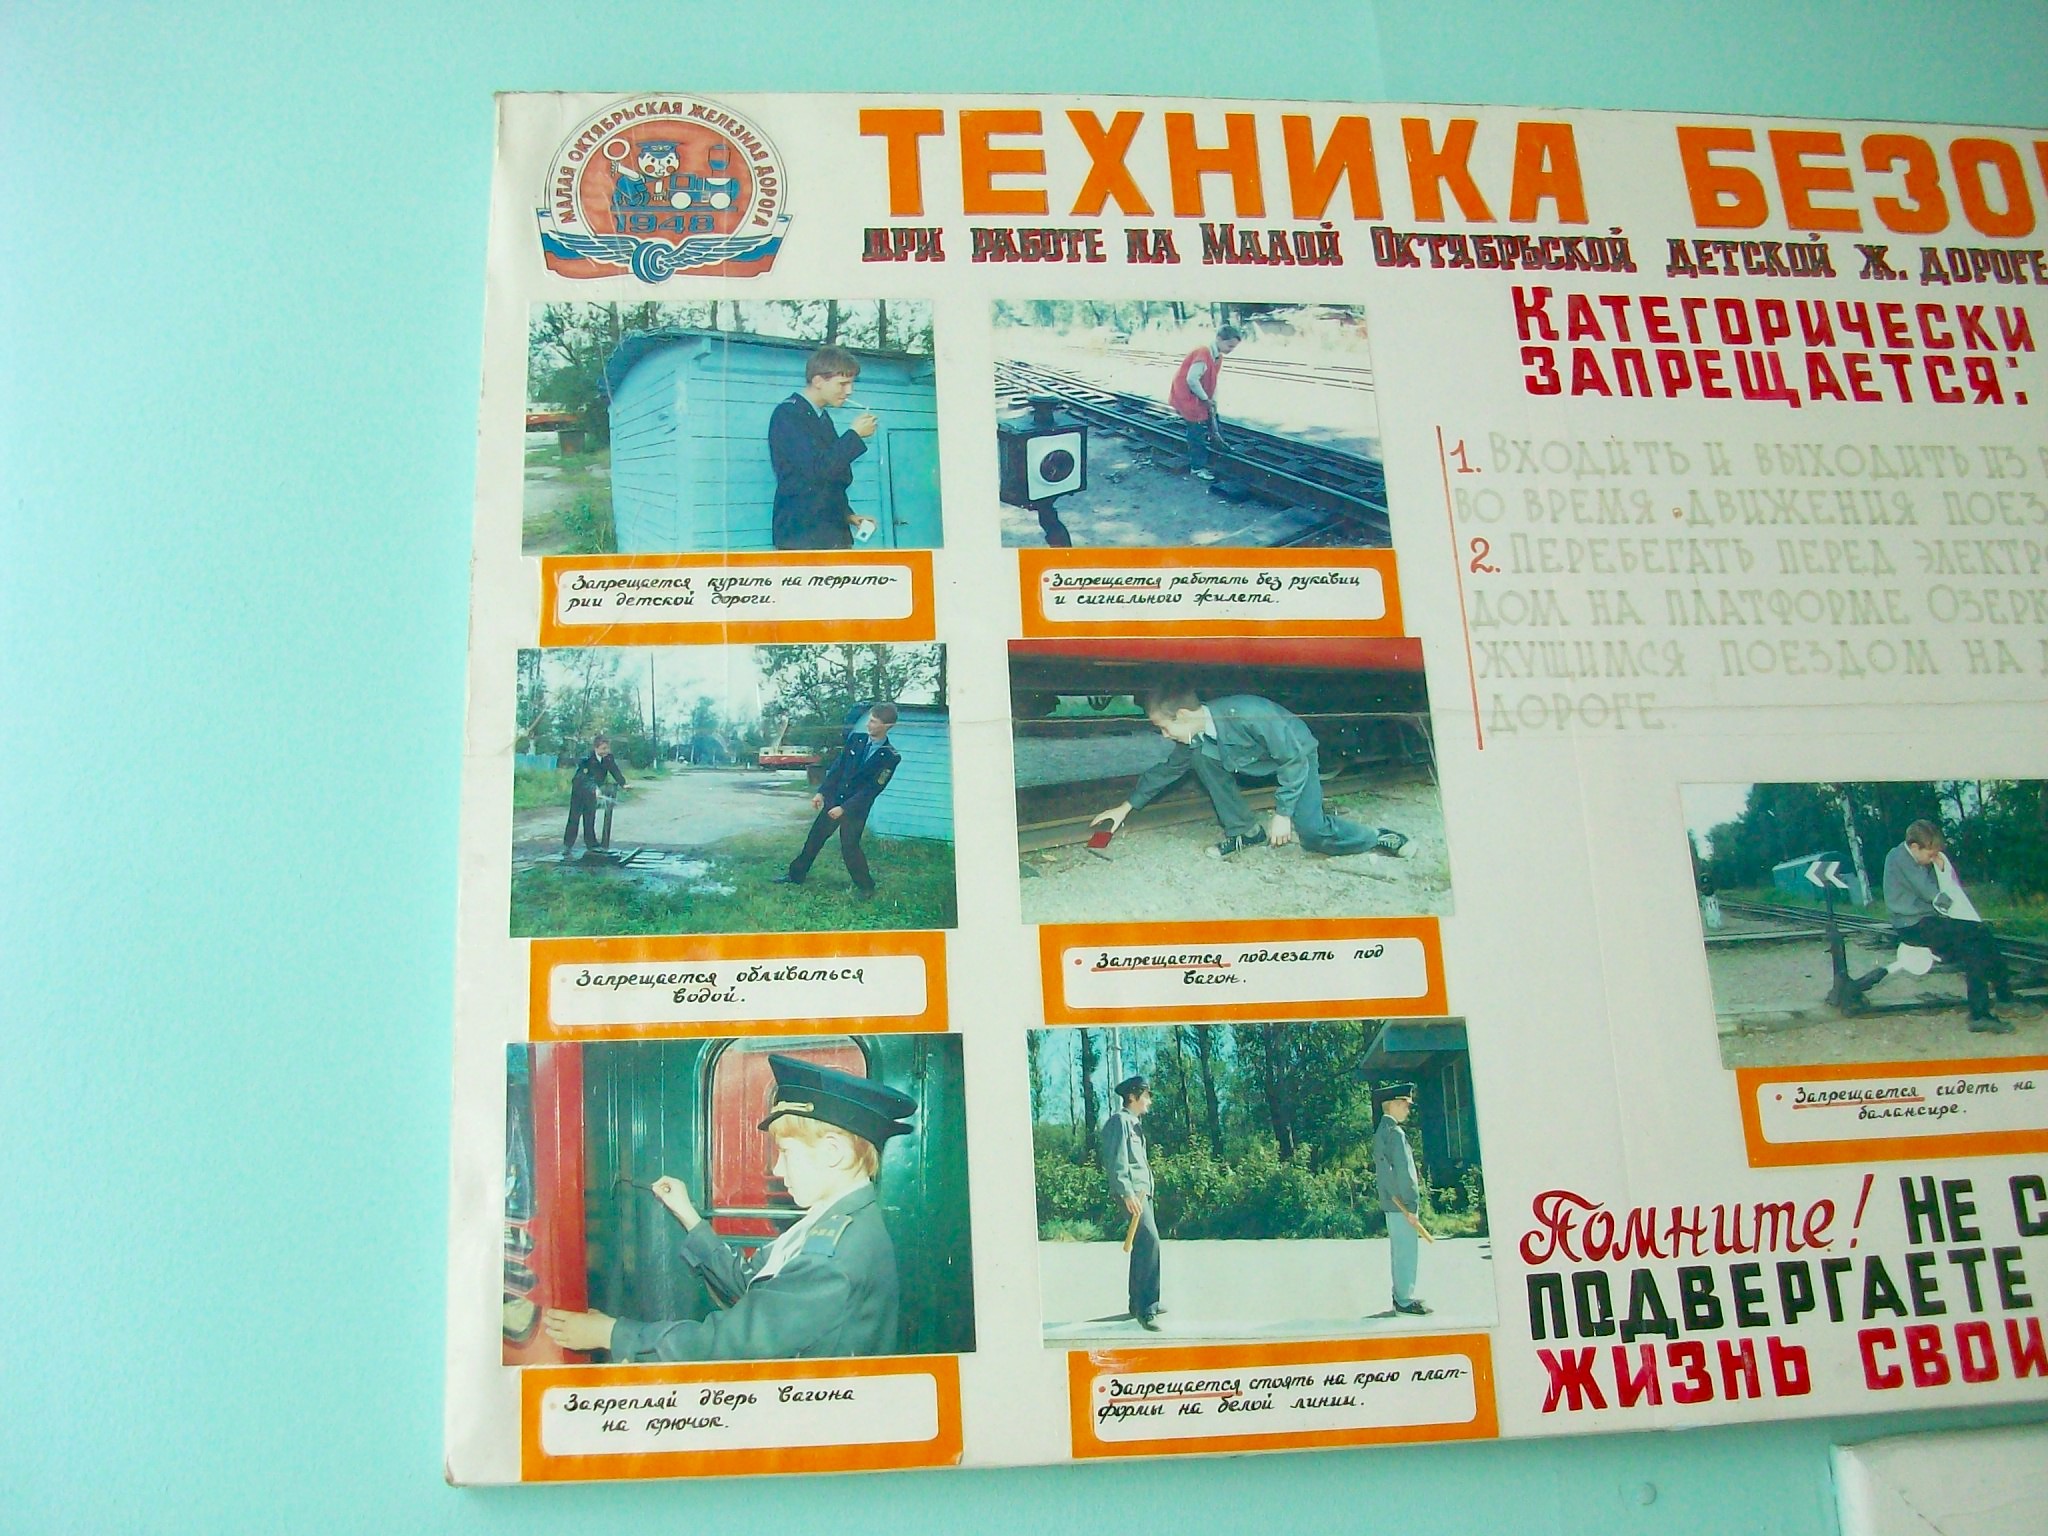 МАЛАЯ ОКТЯБРЬСКАЯ ЖЕЛЕЗНАЯ ДОРОГА
1948
ТЕХНИКА БЕЗО
ПРИ РАБОТЕ НА МАЛОЙ ОКТЯБРЬСКОЙ ДЕТСКОЙ Ж. ДОРОГЕ
КАТЕГОРИЧЕСКИ
ЗАПРЕЩАЕТСЯ:
1. ВХОДИТЬ И ВЫХОДИТЬ ИЗ
ВО ВРЕМЯ ДВИЖЕНИЯ ПОЕЗ
2. ПЕРЕБЕГАТЬ ПЕРЕД ЭЛЕКТРО
ДОМ НА ПЛАТФОРМЕ ОЗЕРК
ЖУЩИМСЯ ПОЕЗДОМ НА
ДОРОГЕ.
Запрещается курить на террито-
рии детской дороги.
Запрещается работать без рукавиц
и сигнального жилета.
Запрещается обливаться
водой.
Запрещается подлезать под
вагон.
Закрепляй дверь вагона
на крючок.
Запрещается стоять на краю плат-
формы на белой линии.
Запрещается сидеть на
балансире.
Помните! НЕ С
ПОДВЕРГАЕТЕ
ЖИЗНЬ СВОИ